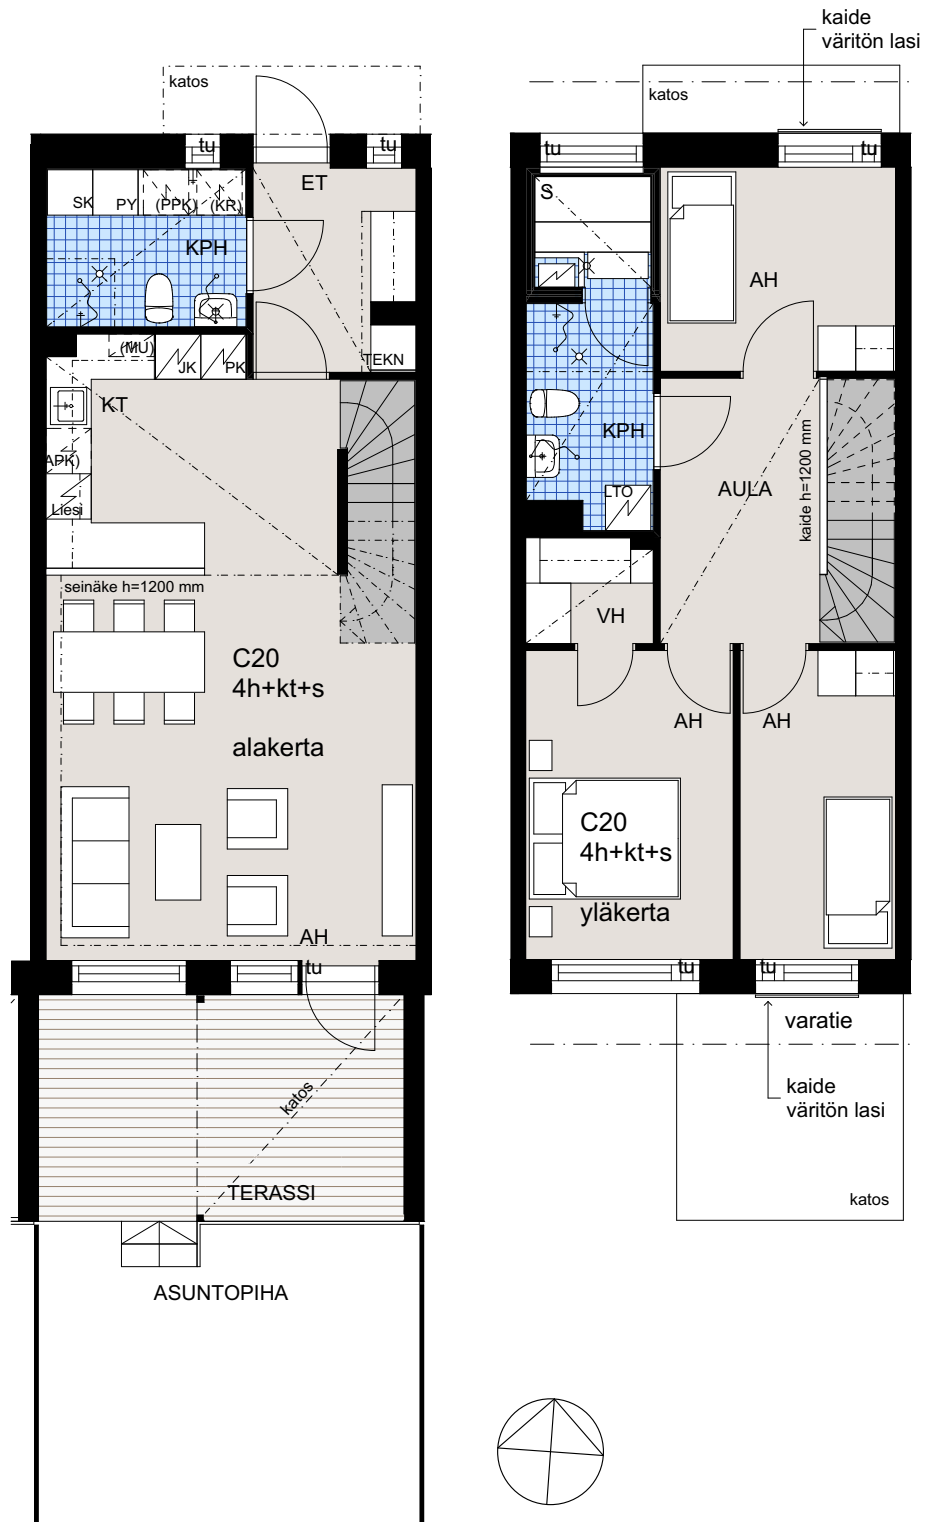 kaide
väritön lasi
katos
tu
tu
ET
SK
PY
(PPK)
(KR)
KPH
(MU)
JK
PK
TEKN
KT
APK)
Liesi
seinäke h=1200 mm
C20
4h+kt+s
alakerta
AH
tu
katos
TERASSI
ASUNTOPIHA
katos
tu
tu
S
AH
KPH
LTO
AULA
kaide h=1200 mm
VH
AH
AH
C20
4h+kt+s
yläkerta
tu
tu
varatie
kaide
väritön lasi
katos